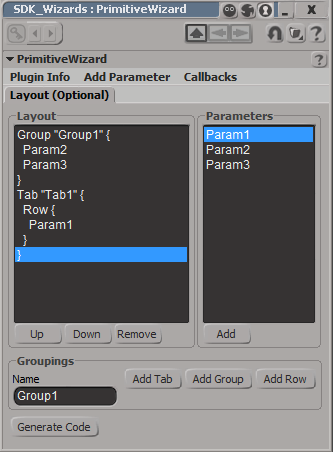 SDK_Wizards : PrimitiveWizard
PrimitiveWizard
Plugin Info Add Parameter Callbacks
Layout (Optional)
Layout
Group "Group1" {
Param2
Param3
}
Tab "Tab1" {
Row {
Param1
}
}
Up Down Remove
Parameters
Param1
Param2
Param3
Add
Groupings
Name
Group1
Add Tab Add Group Add Row
Generate Code